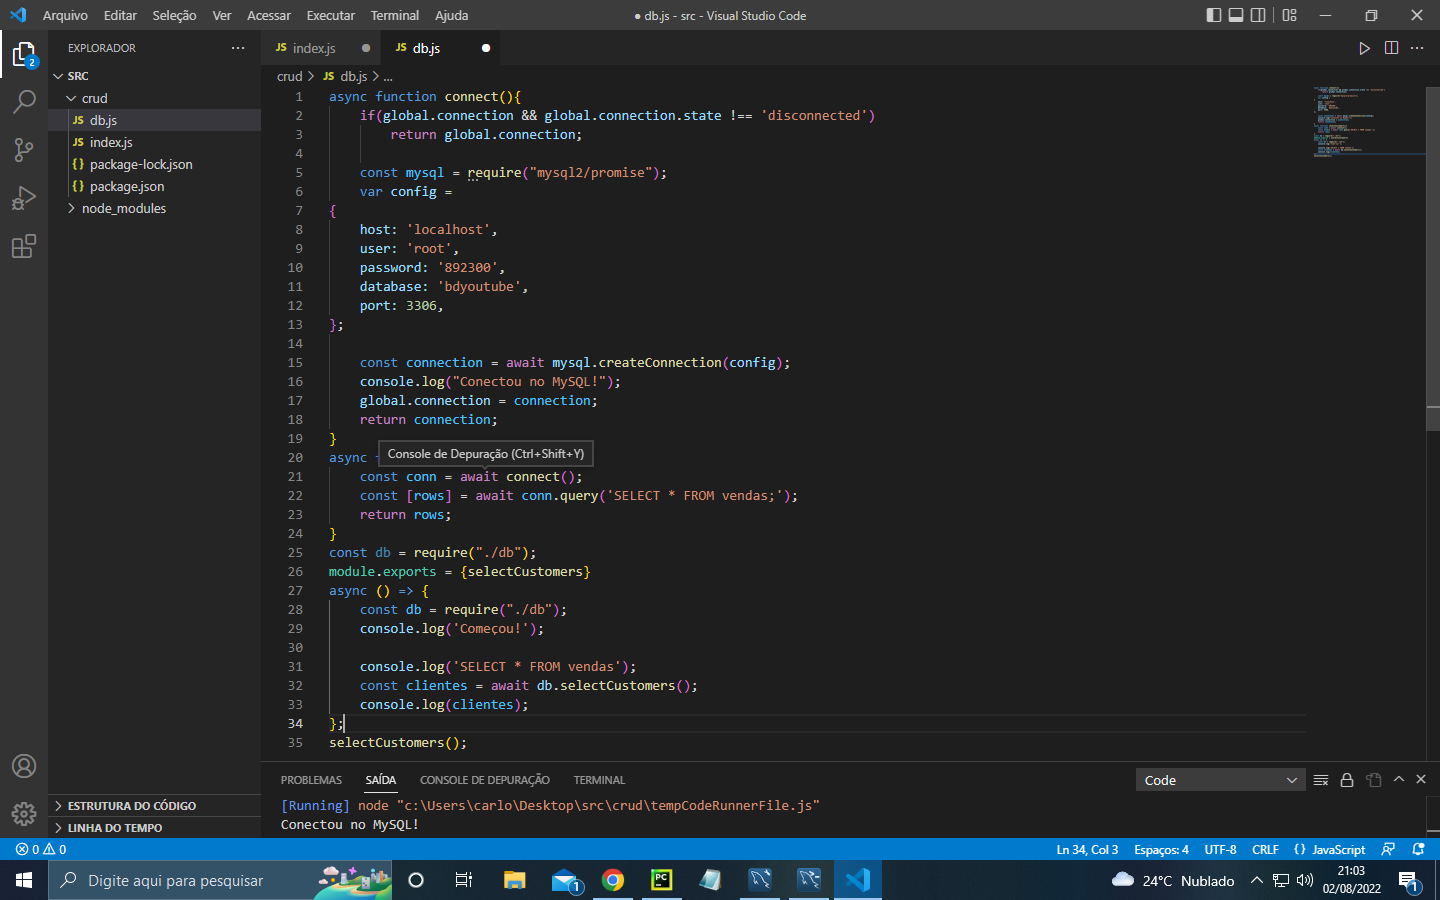 Arquivo Editar Seleção Ver Acessar Executar Terminal Ajuda
● db.js - src - Visual Studio Code
EXPLORADOR
SRC
crud
JS db.js
JS index.js
{} package-lock.json
{} package.json
node_modules
ESTRUTURA DO CÓDIGO
LINHA DO TEMPO
2
JS index.js
JS db.js
crud > JS db.js > ...
1 async function connect(){
2 if(global.connection && global.connection.state !== 'disconnected')
3 return global.connection;
4
5 const mysql = require("mysql2/promise");
6 var config =
7 {
8 host: 'localhost',
9 user: 'root',
10 password: '892300',
11 database: 'bdyoutube',
12 port: 3306,
13 };
14
15 const connection = await mysql.createConnection(config);
16 console.log("Conectou no MySQL!");
17 global.connection = connection;
18 return connection;
19 }
20 async
Console de Depuração (Ctrl+Shift+Y)
21 const conn = await connect();
22 const [rows] = await conn.query('SELECT * FROM vendas;');
23 return rows;
24 }
25 const db = require("./db");
26 module.exports = {selectCustomers}
27 async () => {
28 const db = require("./db");
29 console.log('Começou!');
30
31 console.log('SELECT * FROM vendas');
32 const clientes = await db.selectCustomers();
33 console.log(clientes);
34 };
35 selectCustomers();
PROBLEMAS SAÍDA CONSOLE DE DEPURAÇÃO TERMINAL
Code
[Running] node "c:\Users\carlo\Desktop\src\crud\tempCodeRunnerFile.js"
Conectou no MySQL!
0 0
Ln 34, Col 3 Espaços: 4 UTF-8 CRLF {} JavaScript
Digite aqui para pesquisar
1
PC
24°C Nublado
21:03
02/08/2022
1